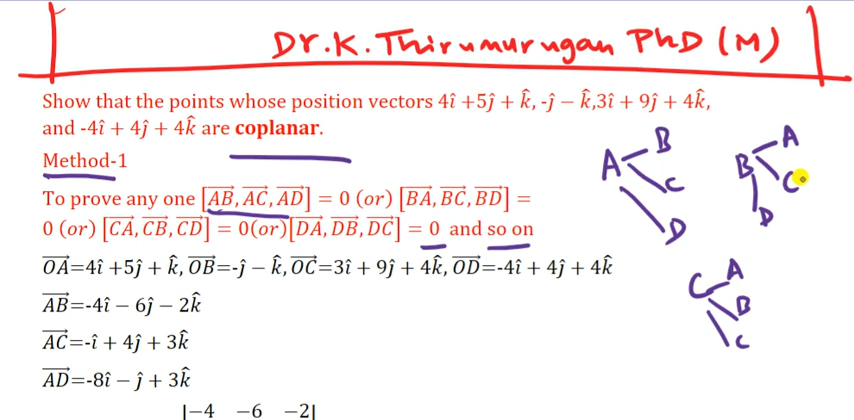 Dr.K.Thirumurugan PhD (M)
Show that the points whose position vectors 4î +5ĵ + k̂, -ĵ − k̂,3î + 9ĵ + 4k̂,
and -4î + 4ĵ + 4k̂ are coplanar.
Method-1
To prove any one [AB⃗, AC⃗, AD⃗] = 0 (or) [BA⃗, BC⃗, BD⃗] =
0 (or) [CA⃗, CB⃗, CD⃗] = 0(or)[DA⃗, DB⃗, DC⃗] = 0 and so on
OA⃗=4î +5ĵ + k̂, OB⃗=-ĵ − k̂, OC⃗=3î + 9ĵ + 4k̂, OD⃗=-4î + 4ĵ + 4k̂
AB⃗=-4î − 6ĵ − 2k̂
AC⃗=-î + 4ĵ + 3k̂
AD⃗=-8î − ĵ + 3k̂
|−4 −6 −2|
A B C D
B A C D
C A B C